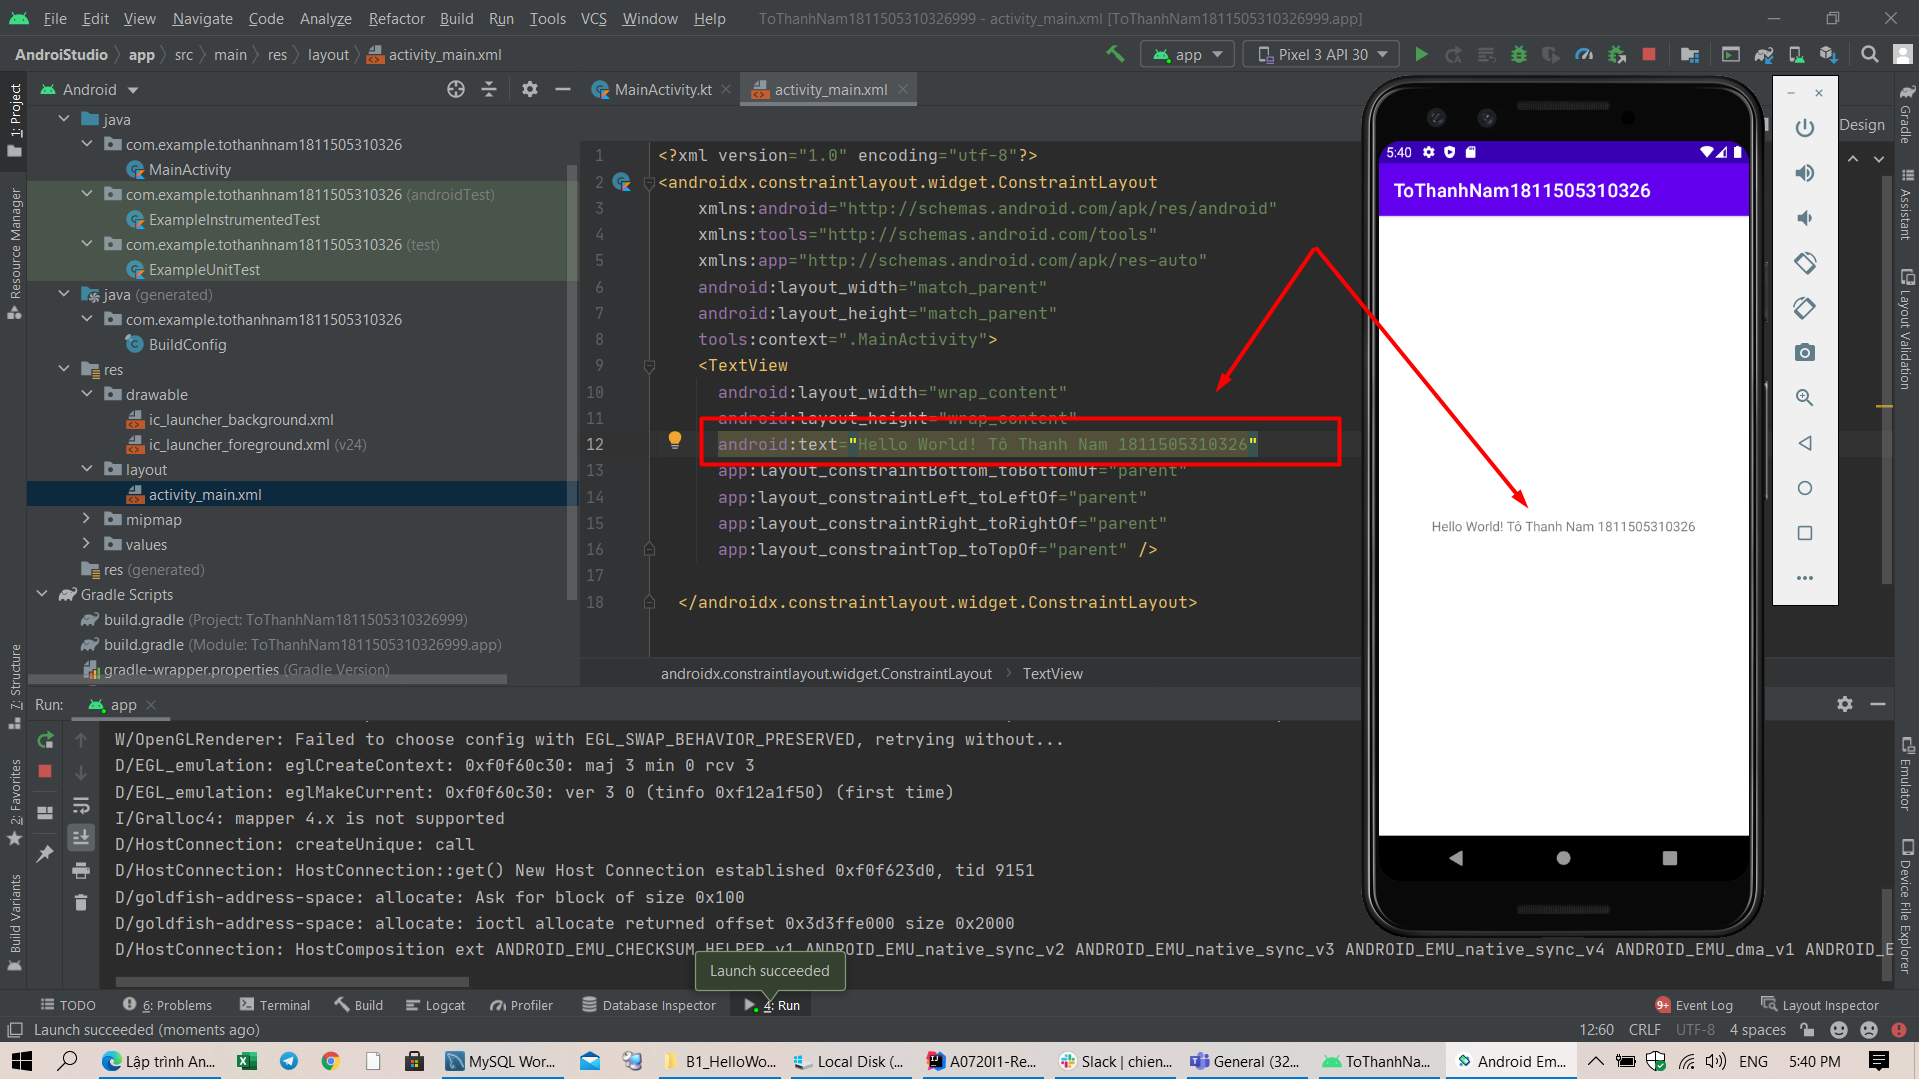 File Edit View Navigate Code Analyze Refactor Build Run Tools VCS Window Help ToThanhNam1811505310326999 - activity_main.xml [ToThanhNam1811505310326999.app]
AndroiStudio app src main res layout activity_main.xml app Pixel 3 API 30
Android
MainActivity.kt
activity_main.xml
Design
1: Project
Resource Manager
7: Structure
2: Favorites
Build Variants
java
com.example.tothanhnam1811505310326
MainActivity
com.example.tothanhnam1811505310326 (androidTest)
ExampleInstrumentedTest
com.example.tothanhnam1811505310326 (test)
ExampleUnitTest
java (generated)
com.example.tothanhnam1811505310326
BuildConfig
res
drawable
ic_launcher_background.xml
ic_launcher_foreground.xml (v24)
layout
activity_main.xml
mipmap
values
res (generated)
Gradle Scripts
build.gradle (Project: ToThanhNam1811505310326999)
build.gradle (Module: ToThanhNam1811505310326999.app)
gradle-wrapper.properties (Gradle Version)
1 <?xml version="1.0" encoding="utf-8"?>
2 <androidx.constraintlayout.widget.ConstraintLayout
3 xmlns:android="http://schemas.android.com/apk/res/android"
4 xmlns:tools="http://schemas.android.com/tools"
5 xmlns:app="http://schemas.android.com/apk/res-auto"
6 android:layout_width="match_parent"
7 android:layout_height="match_parent"
8 tools:context=".MainActivity">
9 <TextView
10 android:layout_width="wrap_content"
11 android:layout_height="wrap_content"
12 android:text="Hello World! Tô Thanh Nam 1811505310326"
13 app:layout_constraintBottom_toBottomOf="parent"
14 app:layout_constraintLeft_toLeftOf="parent"
15 app:layout_constraintRight_toRightOf="parent"
16 app:layout_constraintTop_toTopOf="parent" />
17
18 </androidx.constraintlayout.widget.ConstraintLayout>
androidx.constraintlayout.widget.ConstraintLayout TextView
5:40
ToThanhNam1811505310326
Hello World! Tô Thanh Nam 1811505310326
Gradle
Assistant
Layout Validation
Emulator
Device File Explorer
Run: app
W/OpenGLRenderer: Failed to choose config with EGL_SWAP_BEHAVIOR_PRESERVED, retrying without...
D/EGL_emulation: eglCreateContext: 0xf0f60c30: maj 3 min 0 rcv 3
D/EGL_emulation: eglMakeCurrent: 0xf0f60c30: ver 3 0 (tinfo 0xf12a1f50) (first time)
I/Gralloc4: mapper 4.x is not supported
D/HostConnection: createUnique: call
D/HostConnection: HostConnection::get() New Host Connection established 0xf0f623d0, tid 9151
D/goldfish-address-space: allocate: Ask for block of size 0x100
D/goldfish-address-space: allocate: ioctl allocate returned offset 0x3d3ffe000 size 0x2000
D/HostConnection: HostComposition ext ANDROID_EMU_CHECKSUM_HELPER_v1 ANDROID_EMU_native_sync_v2 ANDROID_EMU_native_sync_v3 ANDROID_EMU_native_sync_v4 ANDROID_EMU_dma_v1 ANDROID_E
Launch succeeded
TODO 6: Problems Terminal Build Logcat Profiler Database Inspector 4: Run 9+ Event Log Layout Inspector
Launch succeeded (moments ago) 12:60 CRLF UTF-8 4 spaces
Lập trình An... MySQL Wor... B1_HelloWo... Local Disk (... A0720I1-Re... Slack | chien... General (32... ToThanhNa... Android Em... ENG 5:40 PM